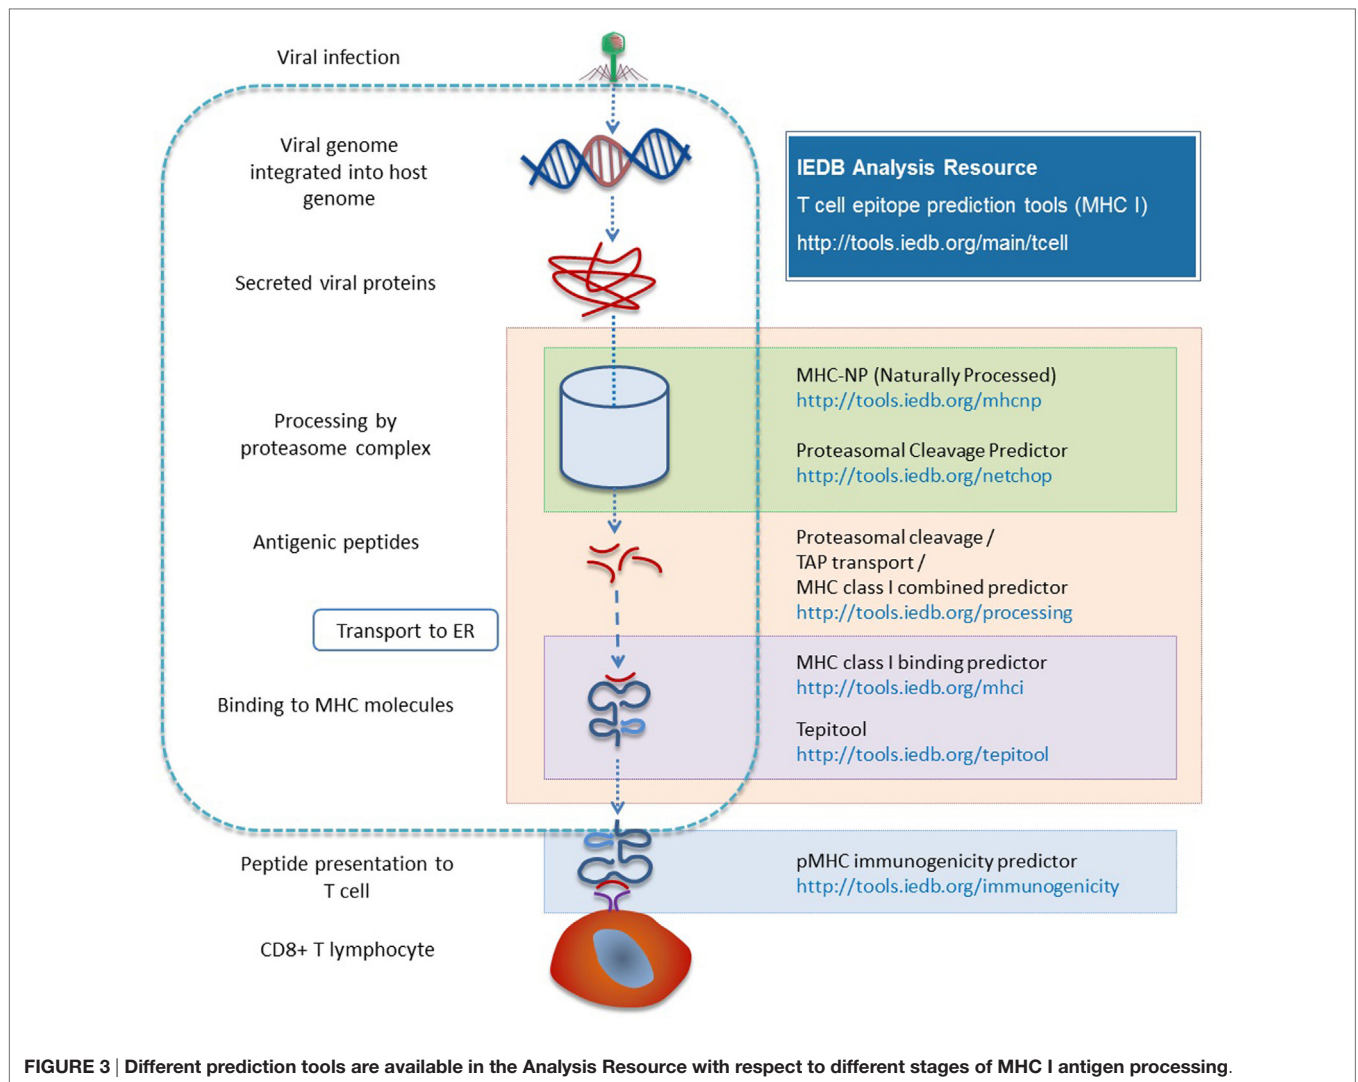 Viral infection
Viral genome
integrated into host
genome
IEDB Analysis Resource
T cell epitope prediction tools (MHC I)
http://tools.iedb.org/main/tcell
Secreted viral proteins
Processing by
proteasome complex
MHC-NP (Naturally Processed)
http://tools.iedb.org/mhcnp
Proteasomal Cleavage Predictor
http://tools.iedb.org/netchop
Antigenic peptides
Proteasomal cleavage /
TAP transport /
MHC class I combined predictor
http://tools.iedb.org/processing
Transport to ER
Binding to MHC molecules
MHC class I binding predictor
http://tools.iedb.org/mhci
Tepitool
http://tools.iedb.org/tepitool
Peptide presentation to
T cell
pMHC immunogenicity predictor
http://tools.iedb.org/immunogenicity
CD8+ T lymphocyte
FIGURE 3 | Different prediction tools are available in the Analysis Resource with respect to different stages of MHC I antigen processing.